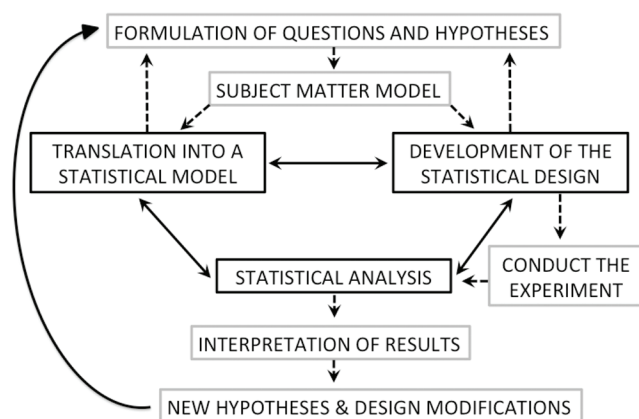 FORMULATION OF QUESTIONS AND HYPOTHESES
SUBJECT MATTER MODEL
TRANSLATION INTO A
STATISTICAL MODEL
DEVELOPMENT OF THE
STATISTICAL DESIGN
STATISTICAL ANALYSIS
CONDUCT THE
EXPERIMENT
INTERPRETATION OF RESULTS
NEW HYPOTHESES & DESIGN MODIFICATIONS